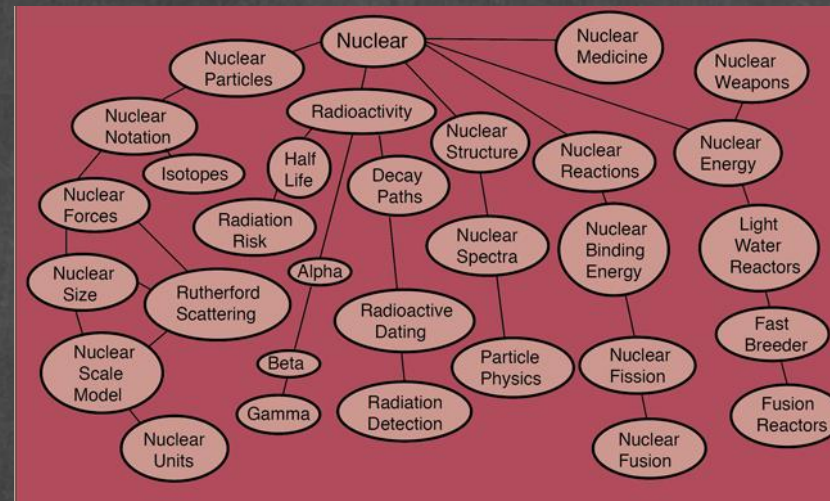 Nuclear
Nuclear
Medicine
Nuclear
Particles
Nuclear
Weapons
Radioactivity
Nuclear
Notation
Nuclear
Structure
Nuclear
Reactions
Nuclear
Energy
Half
Life
Isotopes
Decay
Paths
Nuclear
Forces
Radiation
Risk
Nuclear
Spectra
Nuclear
Binding
Energy
Light
Water
Reactors
Nuclear
Size
Rutherford
Scattering
Alpha
Radioactive
Dating
Fast
Breeder
Nuclear
Scale
Model
Beta
Particle
Physics
Nuclear
Fission
Gamma
Radiation
Detection
Fusion
Reactors
Nuclear
Units
Nuclear
Fusion